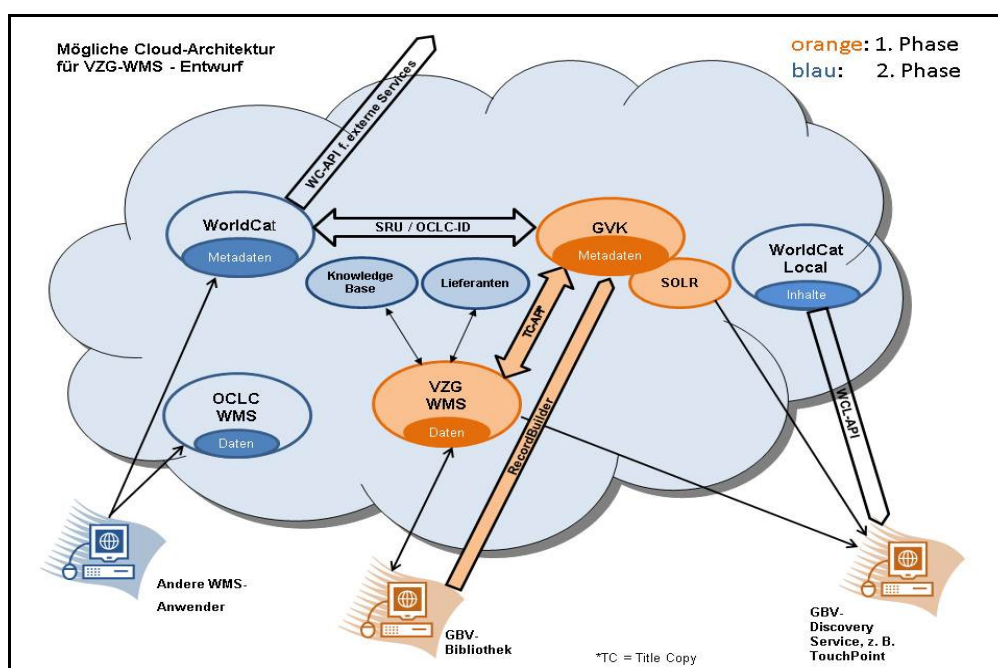 Mögliche Cloud-Architektur
für VZG-WMS - Entwurf
orange: 1. Phase
blau: 2. Phase
WC-API f. externe Services
WorldCat
Metadaten
SRU / OCLC-ID
GVK
Metadaten
SOLR
WorldCat
Local
Inhalte
Knowledge
Base
Lieferanten
TC-API*
VZG
WMS
Daten
OCLC
WMS
Daten
RecordBuilder
WCL-API
Andere WMS-
Anwender
GBV-
Bibliothek
GBV-
Discovery
Service, z. B.
TouchPoint
*TC = Title Copy